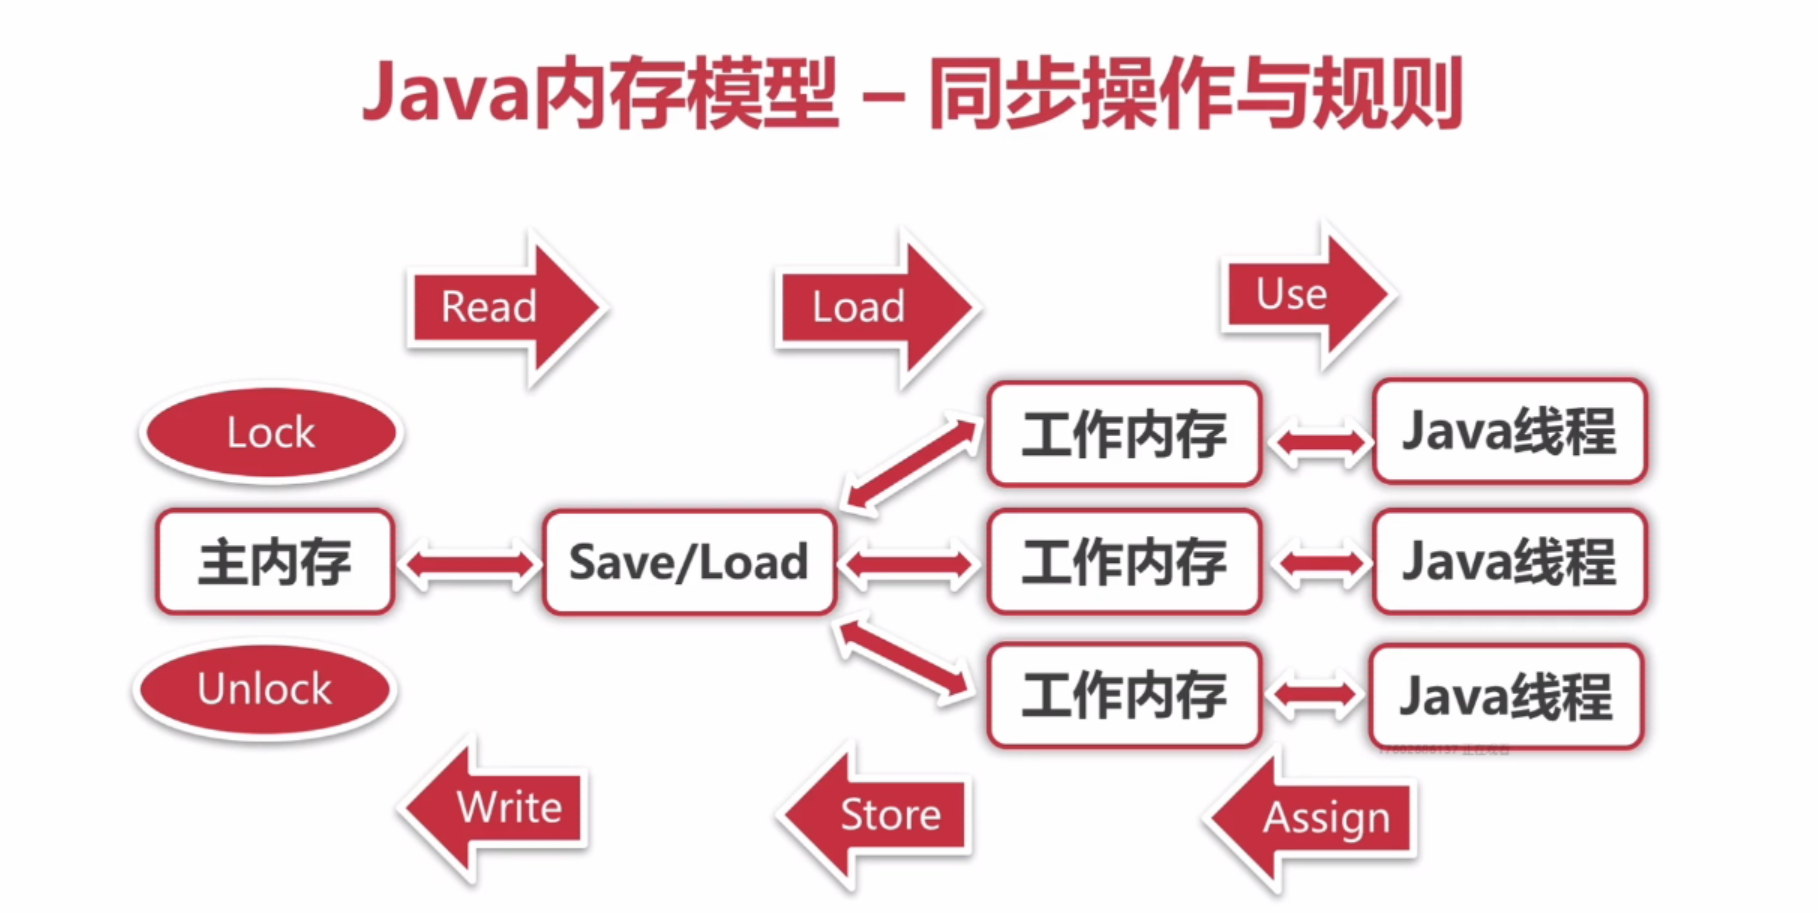 Java内存模型 – 同步操作与规则
Read
Load
Use
Lock
工作内存
Java线程
主内存
Save/Load
工作内存
Java线程
Unlock
工作内存
Java线程
Write
Store
Assign